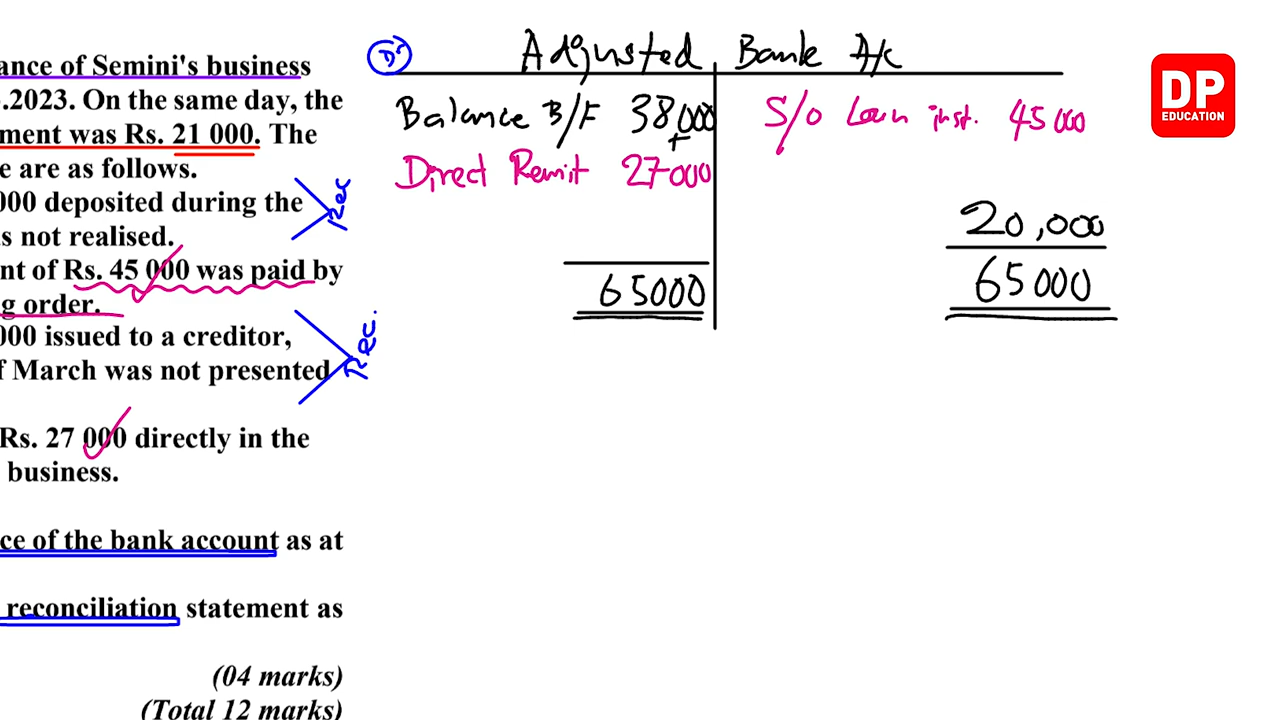 ance of Semini's business
.2023. On the same day, the
ment was Rs. 21 000. The
e are as follows.
000 deposited during the
s not realised.
nt of Rs. 45 000 was paid by
g order.
000 issued to a creditor,
f March was not presented
Rs. 27 000 directly in the
business.
ce of the bank account as at
reconciliation statement as
(04 marks)
(Total 12 marks)
Rec
Rec.
Dr
Adgusted Bank A/c
Balance B/F 38000 S/O Loan inst. 45000
+
Direct Remit 27000
20,000
65000 65000
DP
EDUCATION